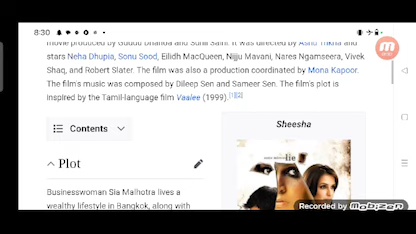 8:30
movie produced by Guddu Dhanoa and Sunil Saini. It was directed by Ashu Trikha and
stars Neha Dhupia, Sonu Sood, Eilidh MacQueen, Nijju Mavani, Nares Ngamseera, Vivek
Shaq, and Robert Slater. The film was also a production coordinated by Mona Kapoor.
The film's music was composed by Dileep Sen and Sameer Sen. The film's plot is
inspired by the Tamil-language film Vaalee (1999).[1][2]
Contents
Sheesha
Plot
lie
Businesswoman Sia Malhotra lives a
wealthy lifestyle in Bangkok, along with
Recorded by Mobizen